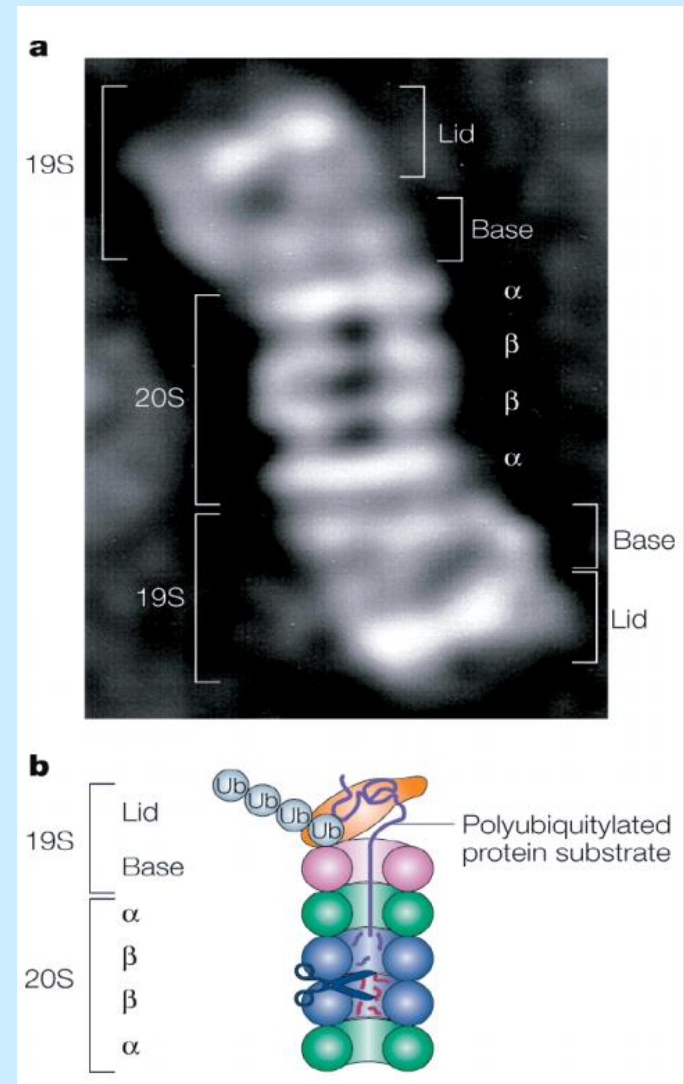 a
19S
Lid
Base
α
β
20S
β
α
Base
19S
Lid
b
Ub
Ub
Ub
Ub
Lid
19S
Polyubiquitylated
protein substrate
Base
α
β
20S
β
α